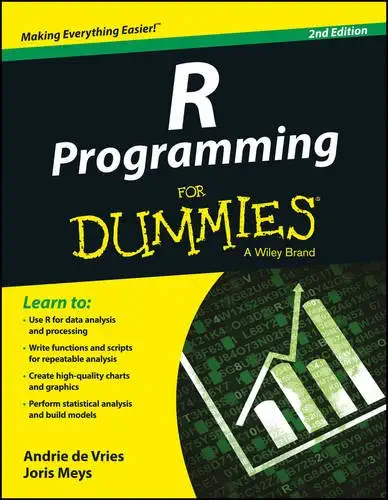 Making Everything Easier!™
2nd Edition
R
Programming
FOR
DUMMIES®
A Wiley Brand
Learn to:
• Use R for data analysis
and processing
• Write functions and scripts
for repeatable analysis
• Create high-quality charts
and graphics
• Perform statistical analysis
and build models
Andrie de Vries
Joris Meys